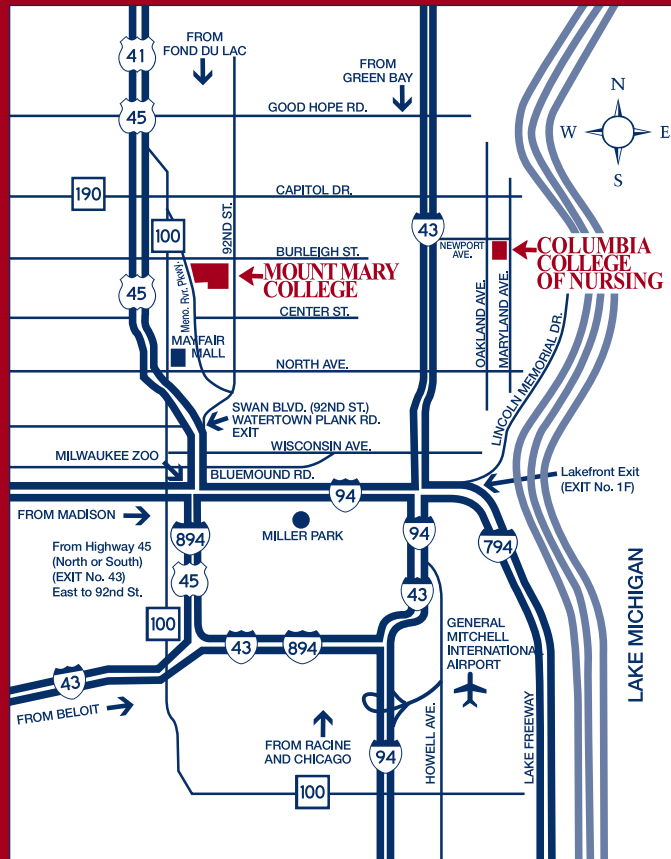 41
FROM
FOND DU LAC
FROM
GREEN BAY
N
W
E
S
45
GOOD HOPE RD.
190
CAPITOL DR.
100
92ND ST.
43
NEWPORT
AVE.
COLUMBIA
COLLEGE
OF NURSING
BURLEIGH ST.
MOUNT MARY
COLLEGE
45
Meno. Rvr. Pkwy.
CENTER ST.
OAKLAND AVE.
MARYLAND AVE.
LINCOLN MEMORIAL DR.
MAYFAIR
MALL
NORTH AVE.
SWAN BLVD. (92ND ST.)
WATERTOWN PLANK RD.
EXIT
WISCONSIN AVE.
MILWAUKEE ZOO
BLUEMOUND RD.
Lakefront Exit
(EXIT No. 1F)
94
FROM MADISON
894
MILLER PARK
94
794
From Highway 45
(North or South)
(EXIT No. 43)
East to 92nd St.
45
43
100
GENERAL
MITCHELL
INTERNATIONAL
AIRPORT
LAKE MICHIGAN
43
894
43
FROM BELOIT
FROM RACINE
AND CHICAGO
94
HOWELL AVE.
LAKE FREEWAY
100